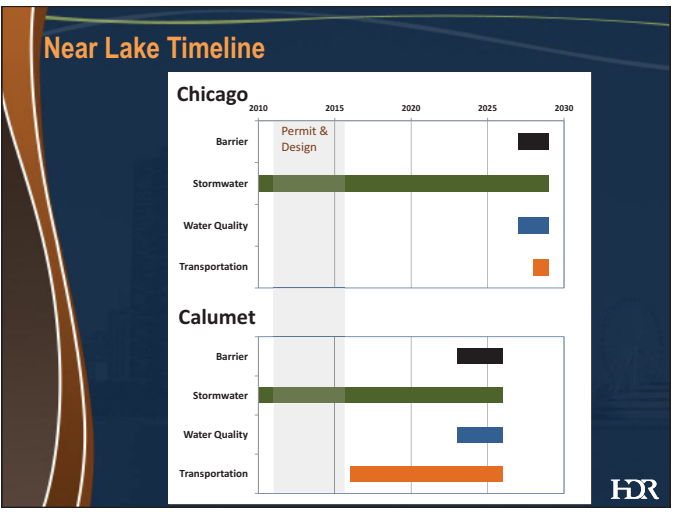 Near Lake Timeline
Chicago
2010 2015 2020 2025 2030
Permit &
Design
Barrier
Stormwater
Water Quality
Transportation
Calumet
Barrier
Stormwater
Water Quality
Transportation
HDR